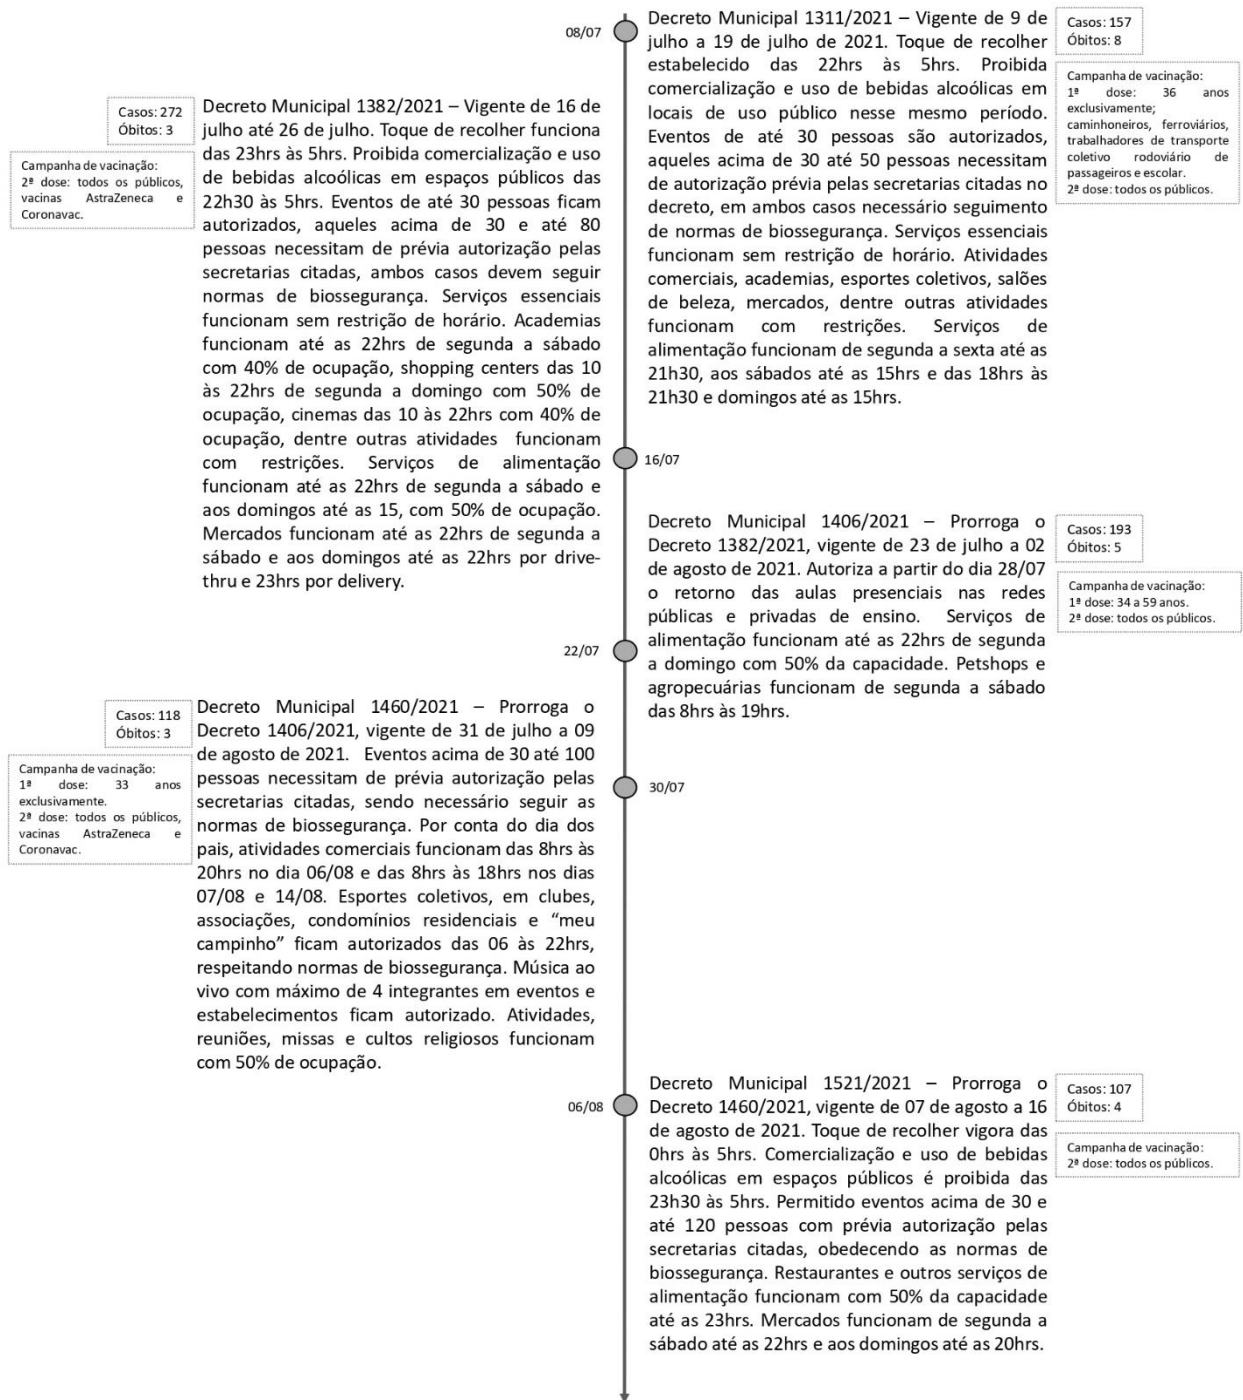 08/07
Decreto Municipal 1311/2021 – Vigente de 9 de
julho a 19 de julho de 2021. Toque de recolher
estabelecido das 22hrs às 5hrs. Proibida
comercialização e uso de bebidas alcoólicas em
locais de uso público nesse mesmo período.
Eventos de até 30 pessoas são autorizados,
aqueles acima de 30 até 50 pessoas necessitam
de autorização prévia pelas secretarias citadas no
decreto, em ambos casos necessário seguimento
de normas de biossegurança. Serviços essenciais
funcionam sem restrição de horário. Atividades
comerciais, academias, esportes coletivos, salões
de beleza, mercados, dentre outras atividades
funcionam com restrições. Serviços de
alimentação funcionam de segunda a sexta até as
21h30, aos sábados até as 15hrs e das 18hrs às
21h30 e domingos até as 15hrs.
Casos: 157
Óbitos: 8
Campanha de vacinação:
1ª dose: 36 anos
exclusivamente;
caminhoneiros, ferroviários,
trabalhadores de transporte
coletivo rodoviário de
passageiros e escolar.
2ª dose: todos os públicos.
Casos: 272
Óbitos: 3
Campanha de vacinação:
2ª dose: todos os públicos,
vacinas AstraZeneca e
Coronavac.
Decreto Municipal 1382/2021 – Vigente de 16 de
julho até 26 de julho. Toque de recolher funciona
das 23hrs às 5hrs. Proibida comercialização e uso
de bebidas alcoólicas em espaços públicos das
22h30 às 5hrs. Eventos de até 30 pessoas ficam
autorizados, aqueles acima de 30 e até 80
pessoas necessitam de prévia autorização pelas
secretarias citadas, ambos casos devem seguir
normas de biossegurança. Serviços essenciais
funcionam sem restrição de horário. Academias
funcionam até as 22hrs de segunda a sábado
com 40% de ocupação, shopping centers das 10
às 22hrs de segunda a domingo com 50% de
ocupação, cinemas das 10 às 22hrs com 40% de
ocupação, dentre outras atividades funcionam
com restrições. Serviços de alimentação
funcionam até as 22hrs de segunda a sábado e
aos domingos até as 15, com 50% de ocupação.
Mercados funcionam até as 22hrs de segunda a
sábado e aos domingos até as 22hrs por drive-
thru e 23hrs por delivery.
16/07
Decreto Municipal 1406/2021 – Prorroga o
Decreto 1382/2021, vigente de 23 de julho a 02
de agosto de 2021. Autoriza a partir do dia 28/07
o retorno das aulas presenciais nas redes
públicas e privadas de ensino. Serviços de
alimentação funcionam até as 22hrs de segunda
a domingo com 50% da capacidade. Petshops e
agropecuárias funcionam de segunda a sábado
das 8hrs às 19hrs.
Casos: 193
Óbitos: 5
Campanha de vacinação:
1ª dose: 34 a 59 anos.
2ª dose: todos os públicos.
22/07
Casos: 118
Óbitos: 3
Campanha de vacinação:
1ª dose: 33 anos
exclusivamente.
2ª dose: todos os públicos,
vacinas AstraZeneca e
Coronavac.
Decreto Municipal 1460/2021 – Prorroga o
Decreto 1406/2021, vigente de 31 de julho a 09
de agosto de 2021. Eventos acima de 30 até 100
pessoas necessitam de prévia autorização pelas
secretarias citadas, sendo necessário seguir as
normas de biossegurança. Por conta do dia dos
pais, atividades comerciais funcionam das 8hrs às
20hrs no dia 06/08 e das 8hrs às 18hrs nos dias
07/08 e 14/08. Esportes coletivos, em clubes,
associações, condomínios residenciais e “meu
campinho” ficam autorizados das 06 às 22hrs,
respeitando normas de biossegurança. Música ao
vivo com máximo de 4 integrantes em eventos e
estabelecimentos ficam autorizado. Atividades,
reuniões, missas e cultos religiosos funcionam
com 50% de ocupação.
30/07
06/08
Decreto Municipal 1521/2021 – Prorroga o
Decreto 1460/2021, vigente de 07 de agosto a 16
de agosto de 2021. Toque de recolher vigora das
0hrs às 5hrs. Comercialização e uso de bebidas
alcoólicas em espaços públicos é proibida das
23h30 às 5hrs. Permitido eventos acima de 30 e
até 120 pessoas com prévia autorização pelas
secretarias citadas, obedecendo as normas de
biossegurança. Restaurantes e outros serviços de
alimentação funcionam com 50% da capacidade
até as 23hrs. Mercados funcionam de segunda a
sábado até as 22hrs e aos domingos até as 20hrs.
Casos: 107
Óbitos: 4
Campanha de vacinação:
2ª dose: todos os públicos.